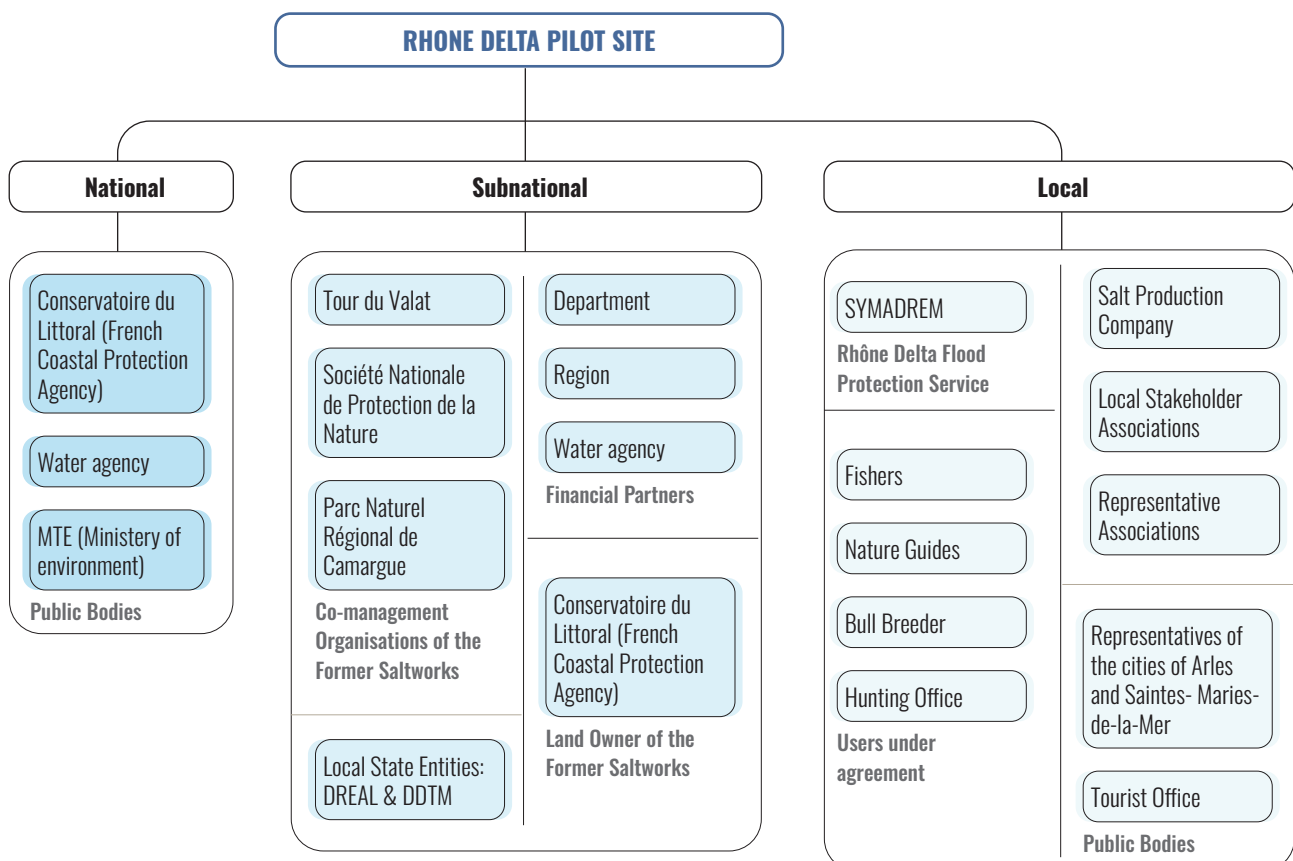 RHONE DELTA PILOT SITE
National
Conservatoire du
Littoral (French
Coastal Protection
Agency)
Water agency
MTE (Ministery of
environment)
Public Bodies
Subnational
Tour du Valat
Société Nationale
de Protection de la
Nature
Parc Naturel
Régional de
Camargue
Co-management
Organisations of the
Former Saltworks
Local State Entities:
DREAL & DDTM
Department
Region
Water agency
Financial Partners
Conservatoire du
Littoral (French
Coastal Protection
Agency)
Land Owner of the
Former Saltworks
Local
SYMADREM
Rhône Delta Flood
Protection Service
Fishers
Nature Guides
Bull Breeder
Hunting Office
Users under
agreement
Salt Production
Company
Local Stakeholder
Associations
Representative
Associations
Representatives of
the cities of Arles
and Saintes- Maries-
de-la-Mer
Tourist Office
Public Bodies